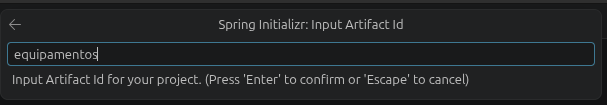 Spring Initializr: Input Artifact Id
equipamentos
Input Artifact Id for your project. (Press 'Enter' to confirm or 'Escape' to cancel)